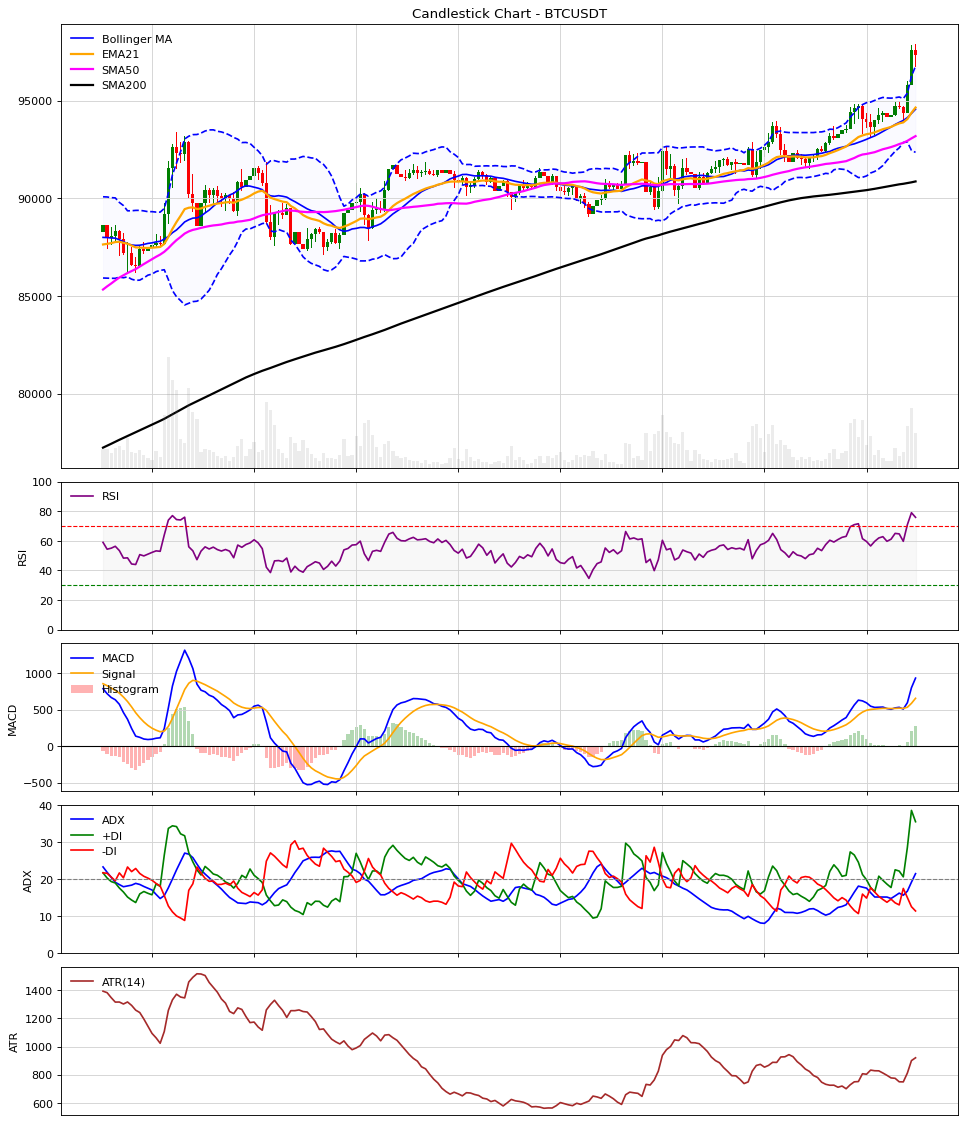 Candlestick Chart - BTCUSDT
Bollinger MA
EMA21
SMA50
SMA200
95000
90000
85000
80000
100
80
60
40
20
0
RSI
RSI
1000
500
0
−500
MACD
MACD
Signal
Histogram
40
30
20
10
0
ADX
ADX
+DI
-DI
1400
1200
1000
800
600
ATR
ATR(14)